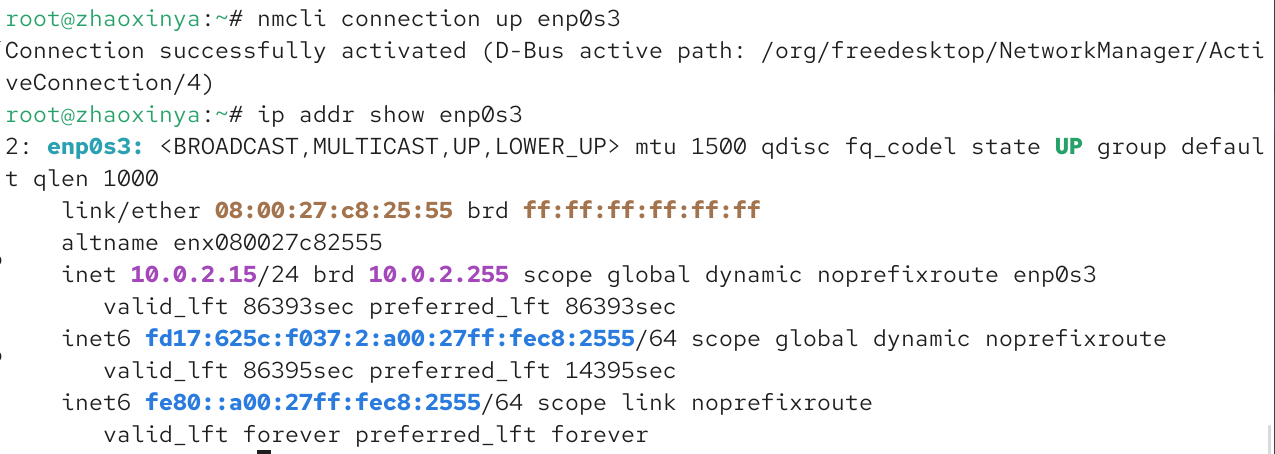 root@zhaoxinya:~# nmcli connection up enp0s3
Connection successfully activated (D-Bus active path: /org/freedesktop/NetworkManager/Acti
veConnection/4)
root@zhaoxinya:~# ip addr show enp0s3
2: enp0s3: <BROADCAST,MULTICAST,UP,LOWER_UP> mtu 1500 qdisc fq_codel state UP group defaul
t qlen 1000
    link/ether 08:00:27:c8:25:55 brd ff:ff:ff:ff:ff:ff
    altname enx080027c82555
    inet 10.0.2.15/24 brd 10.0.2.255 scope global dynamic noprefixroute enp0s3
       valid_lft 86393sec preferred_lft 86393sec
    inet6 fd17:625c:f037:2:a00:27ff:fec8:2555/64 scope global dynamic noprefixroute
       valid_lft 86395sec preferred_lft 14395sec
    inet6 fe80::a00:27ff:fec8:2555/64 scope link noprefixroute
       valid_lft forever preferred_lft forever